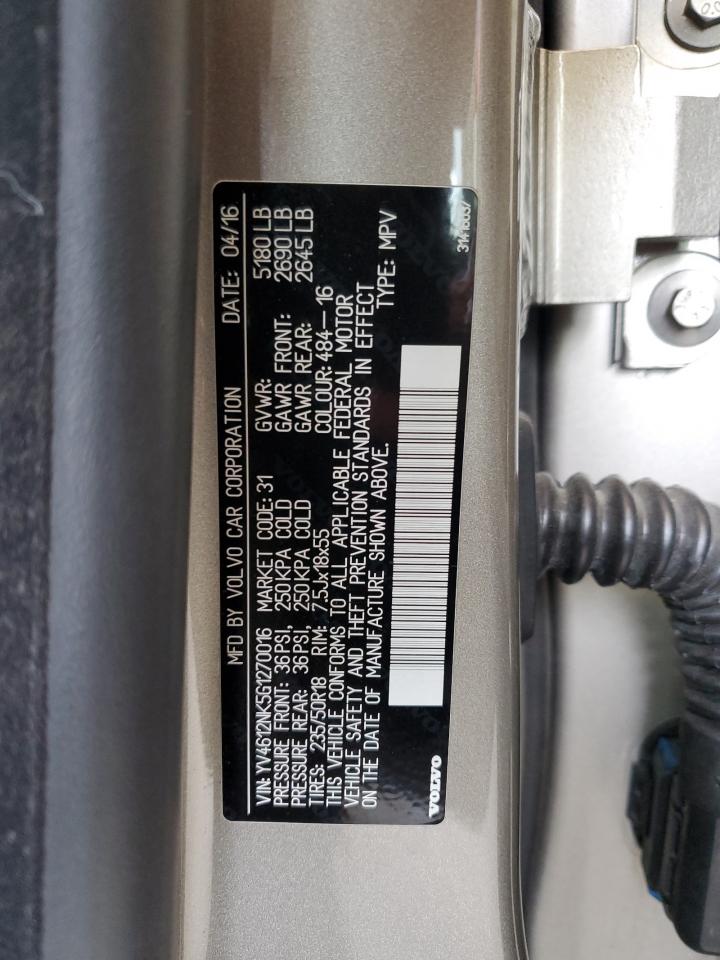 MFD BY VOLVO CAR CORPORATION DATE: 04/16
VIN: YV4612NK5G1270016 MARKET CODE: 31 GVWR: 5180 LB
PRESSURE FRONT: 36PSI, 250KPA COLD GAWR FRONT: 2690 LB
PRESSURE REAR: 36PSI, 250KPA COLD GAWR REAR: 2645 LB
TIRES: 235/50R18 RIM: 7.5Jx18x55 COLOUR: 484-16
THIS VEHICLE CONFORMS TO ALL APPLICABLE FEDERAL MOTOR
VEHICLE SAFETY AND THEFT PREVENTION STANDARDS IN EFFECT
ON THE DATE OF MANUFACTURE SHOWN ABOVE. TYPE: MPV
VOLVO